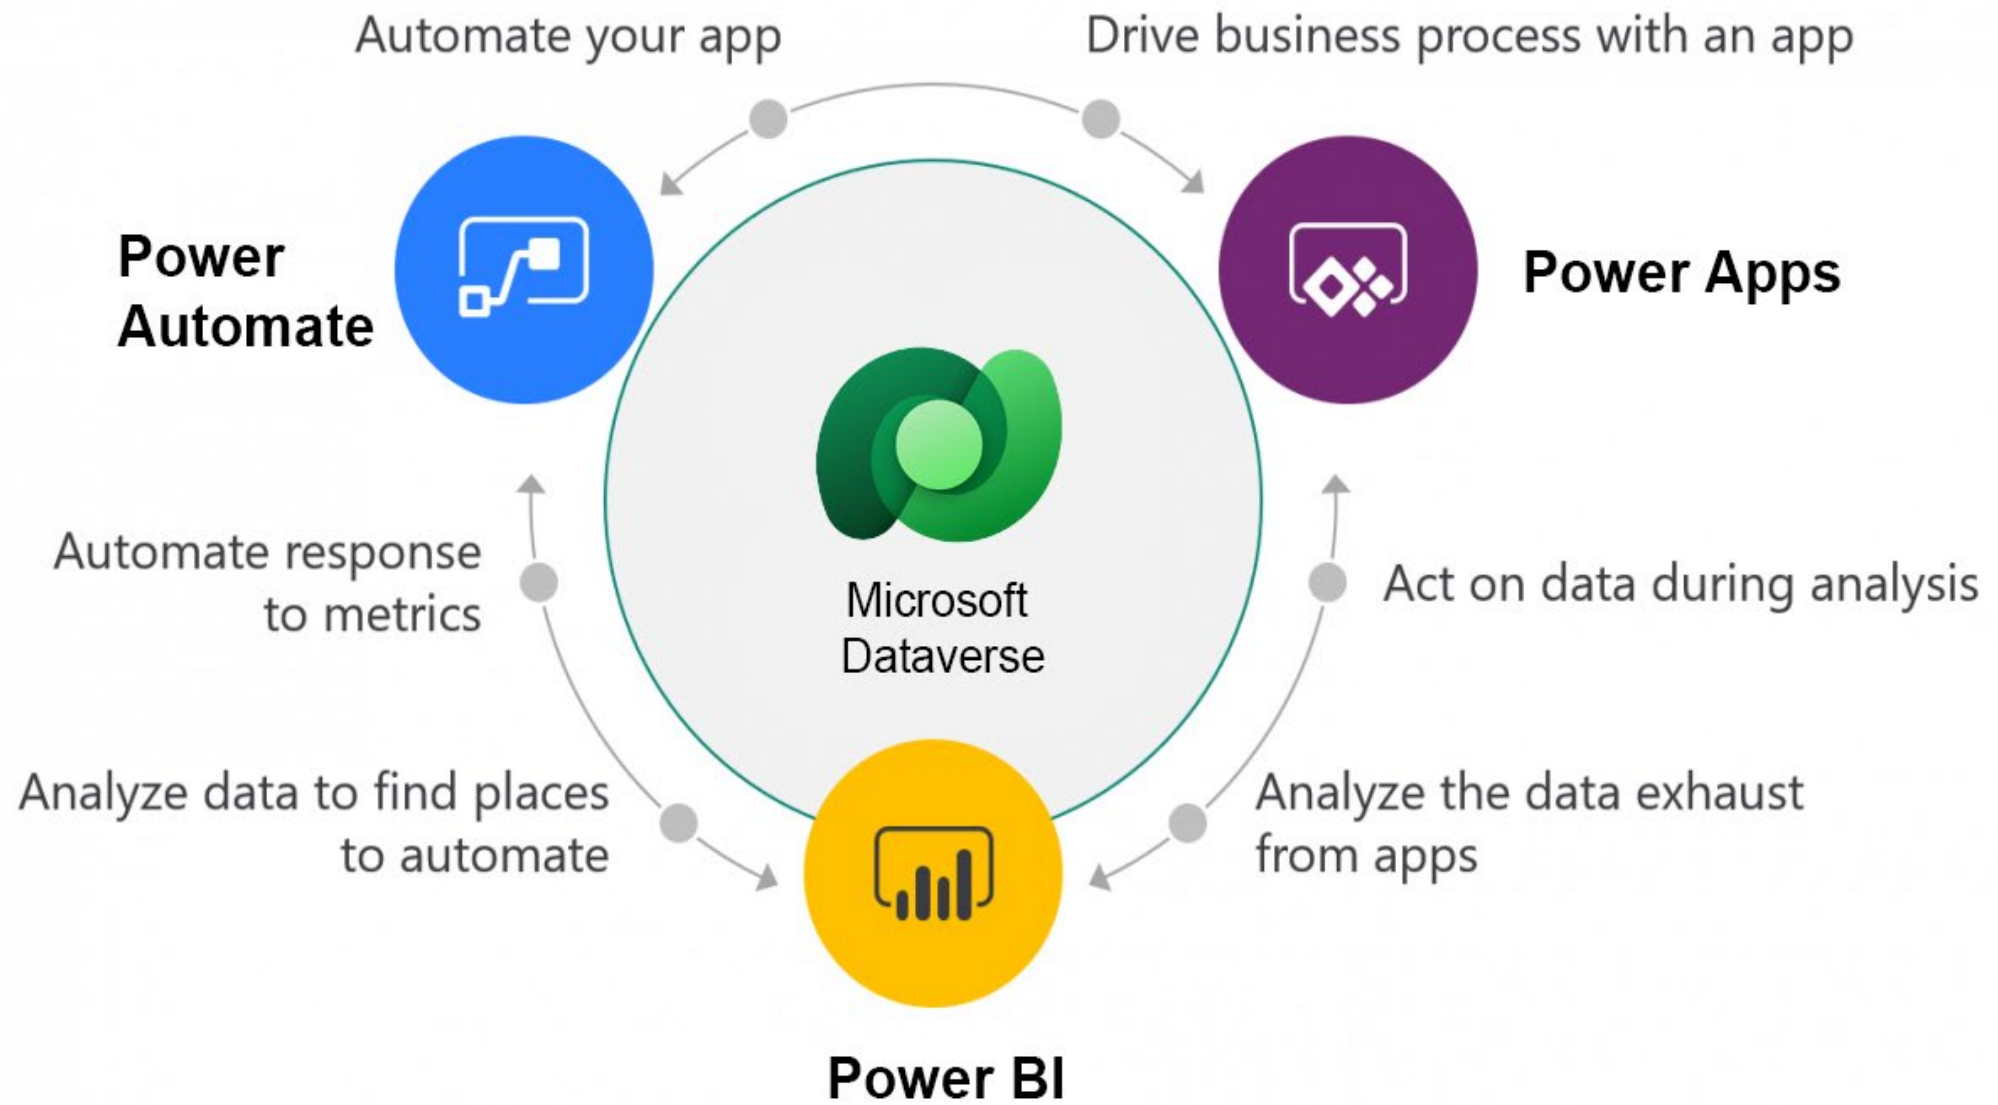 Automate your app
Drive business process with an app
Power
Automate
Power Apps
Microsoft
Dataverse
Automate response
to metrics
Act on data during analysis
Analyze data to find places
to automate
Analyze the data exhaust
from apps
Power BI